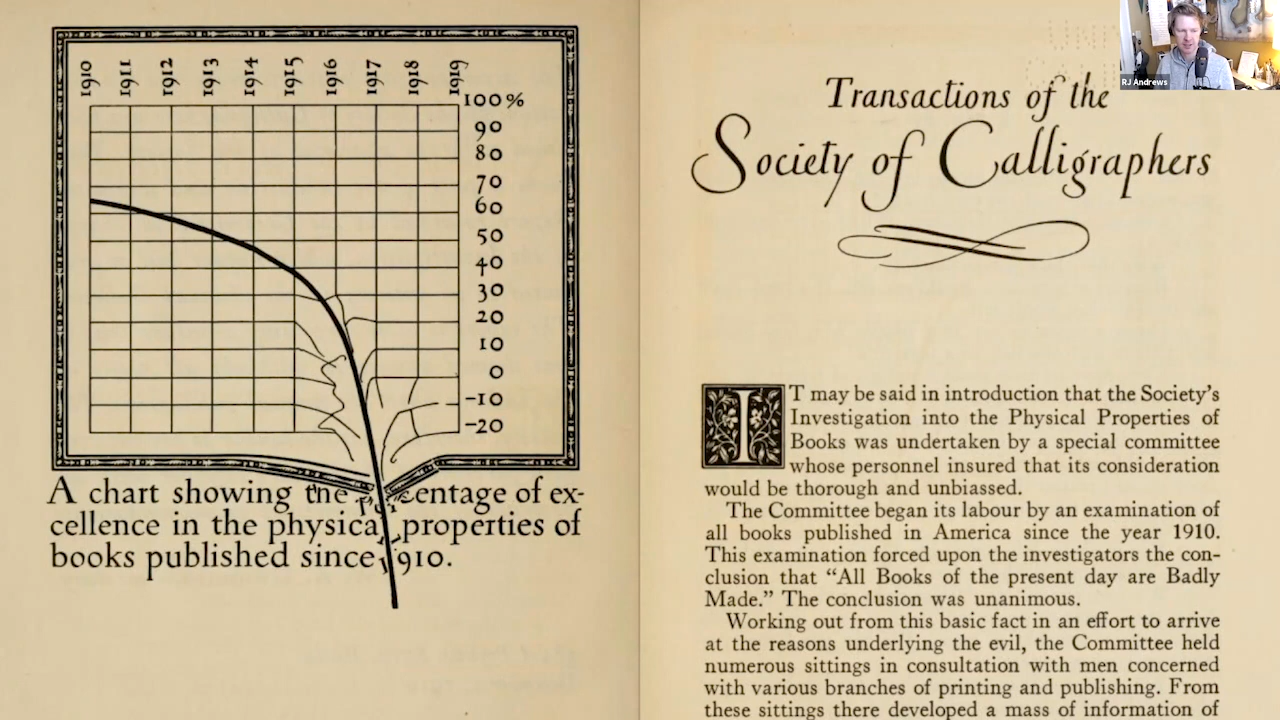 1910 1911 1912 1913 1914 1915 1916 1917 1918 1919
100%
90
80
70
60
50
40
30
20
10
0
-10
-20
A chart showing the percentage of ex-
cellence in the physical properties of
books published since 1910.
Transactions of the
Society of Calligraphers
IT may be said in introduction that the Society's
Investigation into the Physical Properties of
Books was undertaken by a special committee
whose personnel insured that its consideration
would be thorough and unbiassed.
The Committee began its labour by an examination of
all books published in America since the year 1910.
This examination forced upon the investigators the con-
clusion that “All Books of the present day are Badly
Made.” The conclusion was unanimous.
Working out from this basic fact in an effort to arrive
at the reasons underlying the evil, the Committee held
numerous sittings in consultation with men concerned
with various branches of printing and publishing. From
these sittings there developed a mass of information of
RJ Andrews